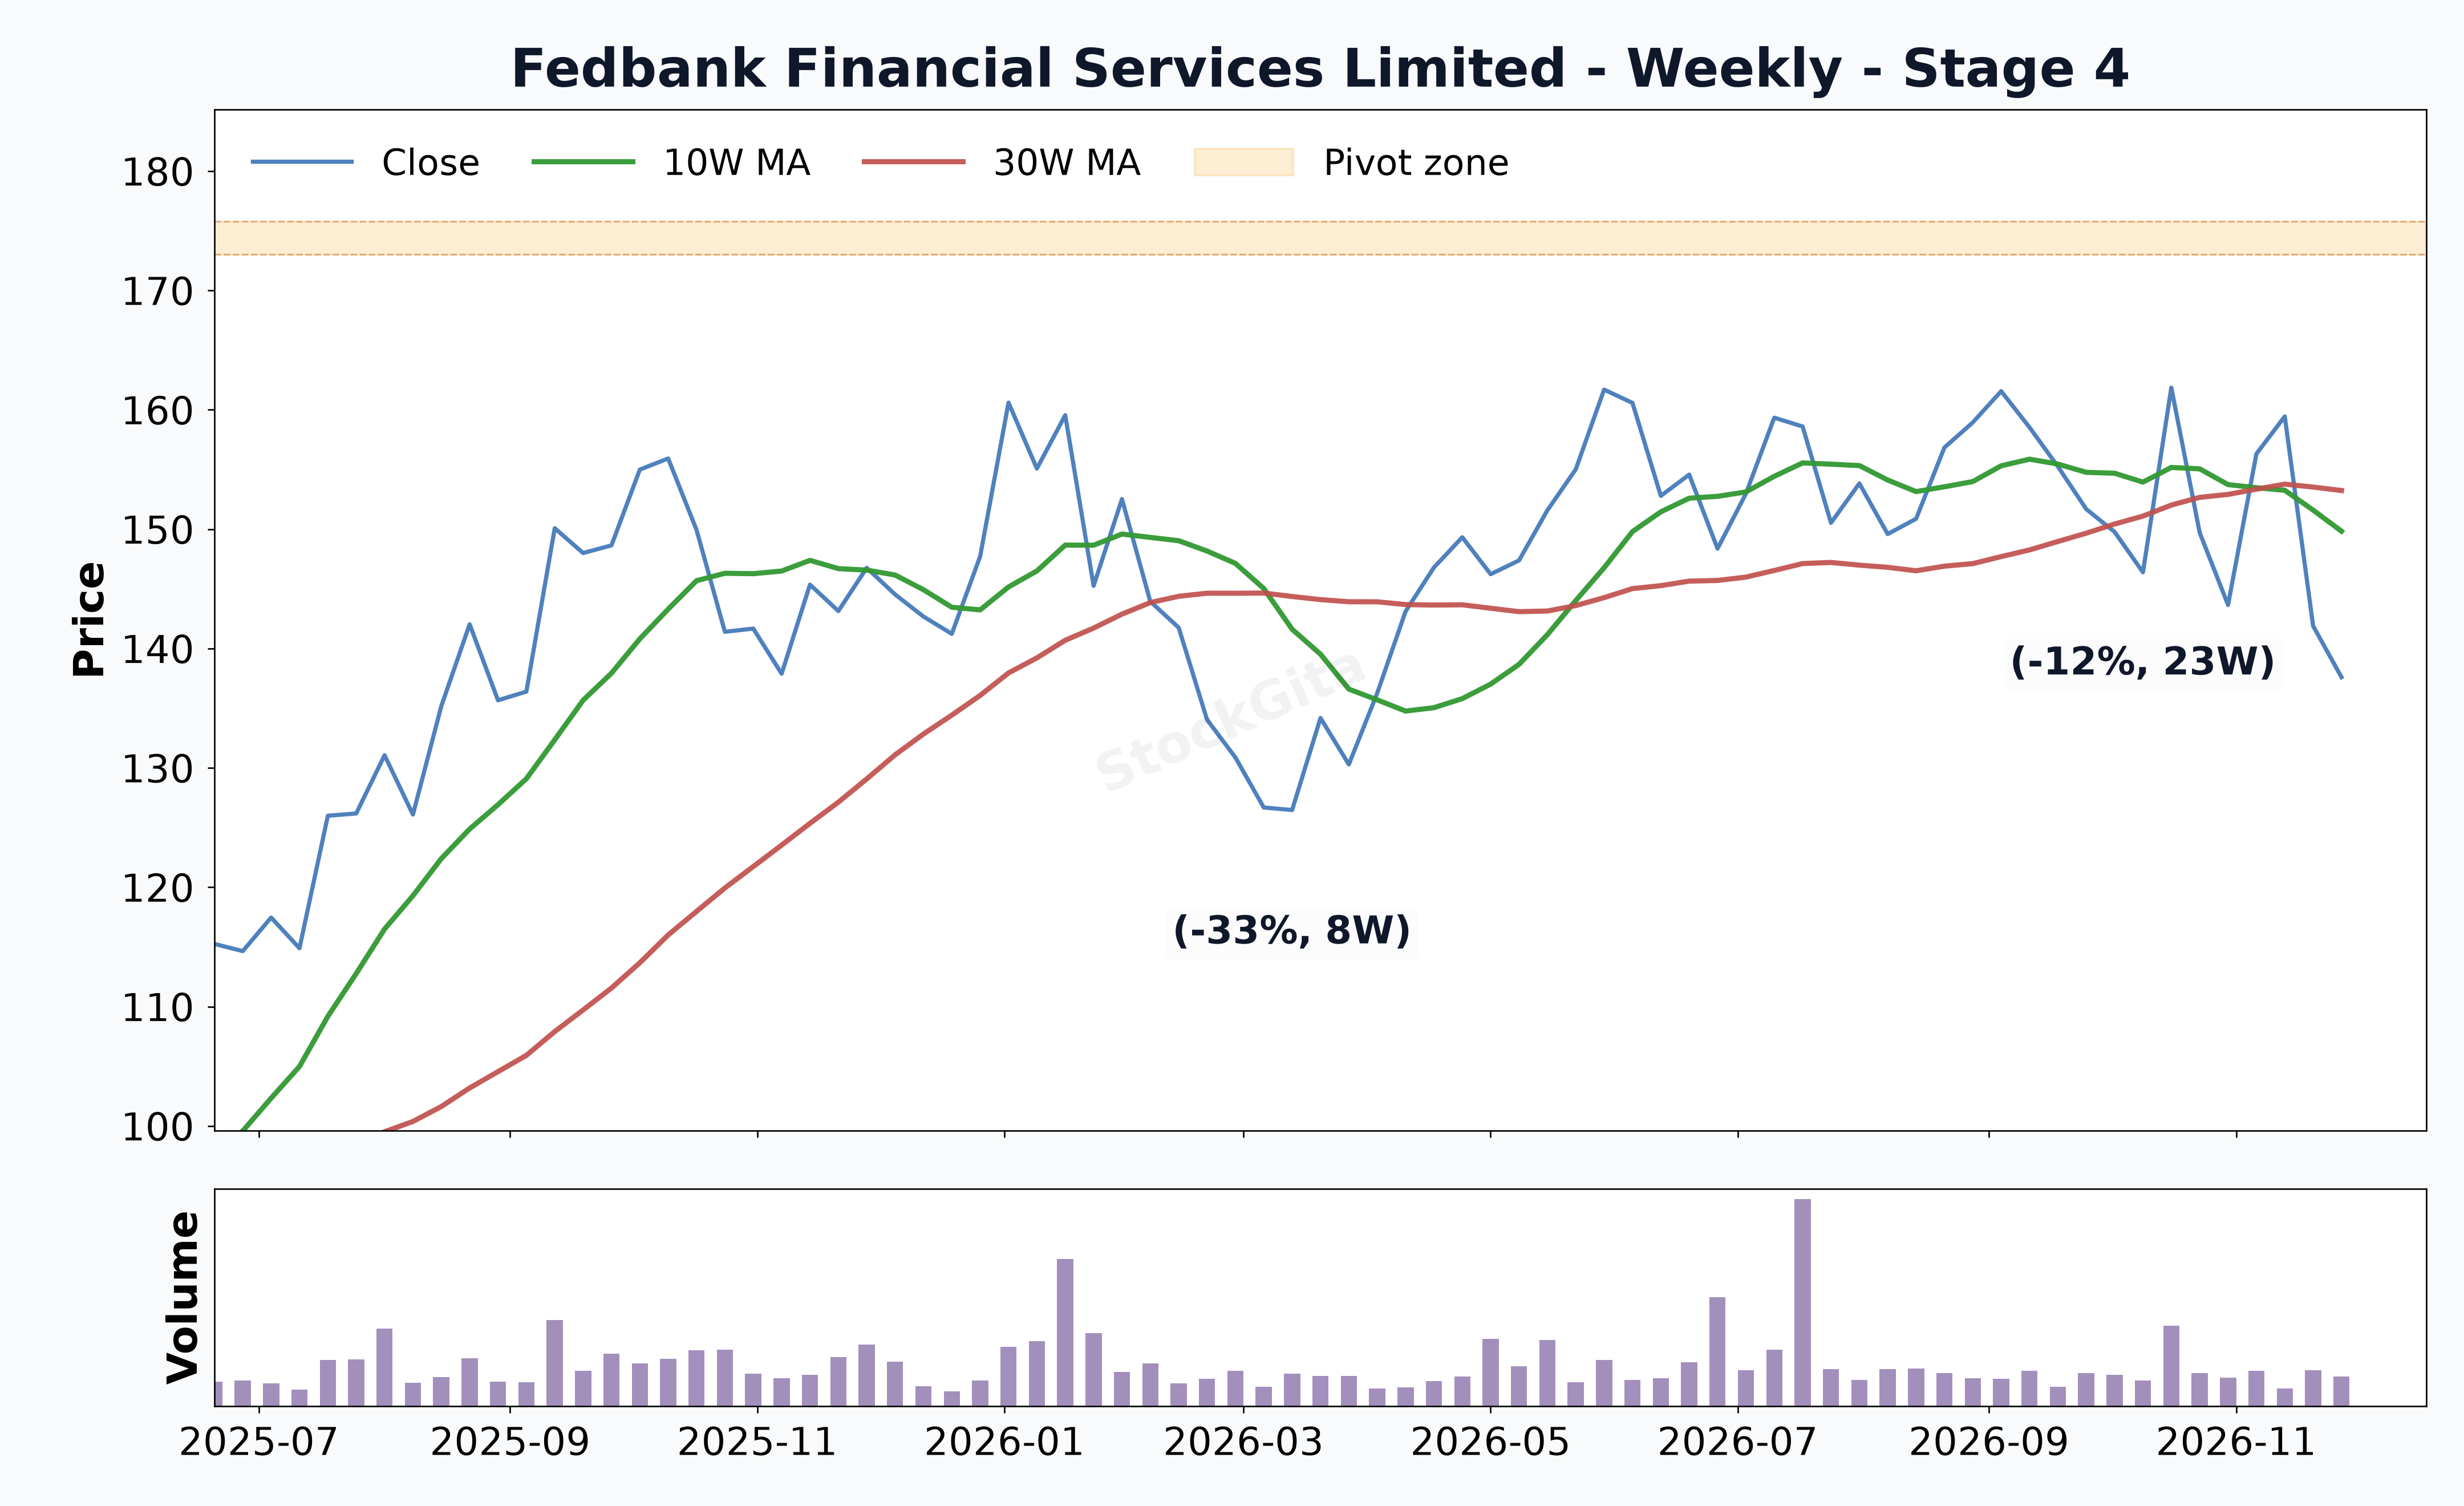 Fedbank Financial Services Limited - Weekly - Stage 4
Close 10W MA 30W MA Pivot zone
180
170
160
150
140
130
120
110
100
Price
(-12%, 23W)
StockGita
(-33%, 8W)
Volume
2025-07 2025-09 2025-11 2026-01 2026-03 2026-05 2026-07 2026-09 2026-11